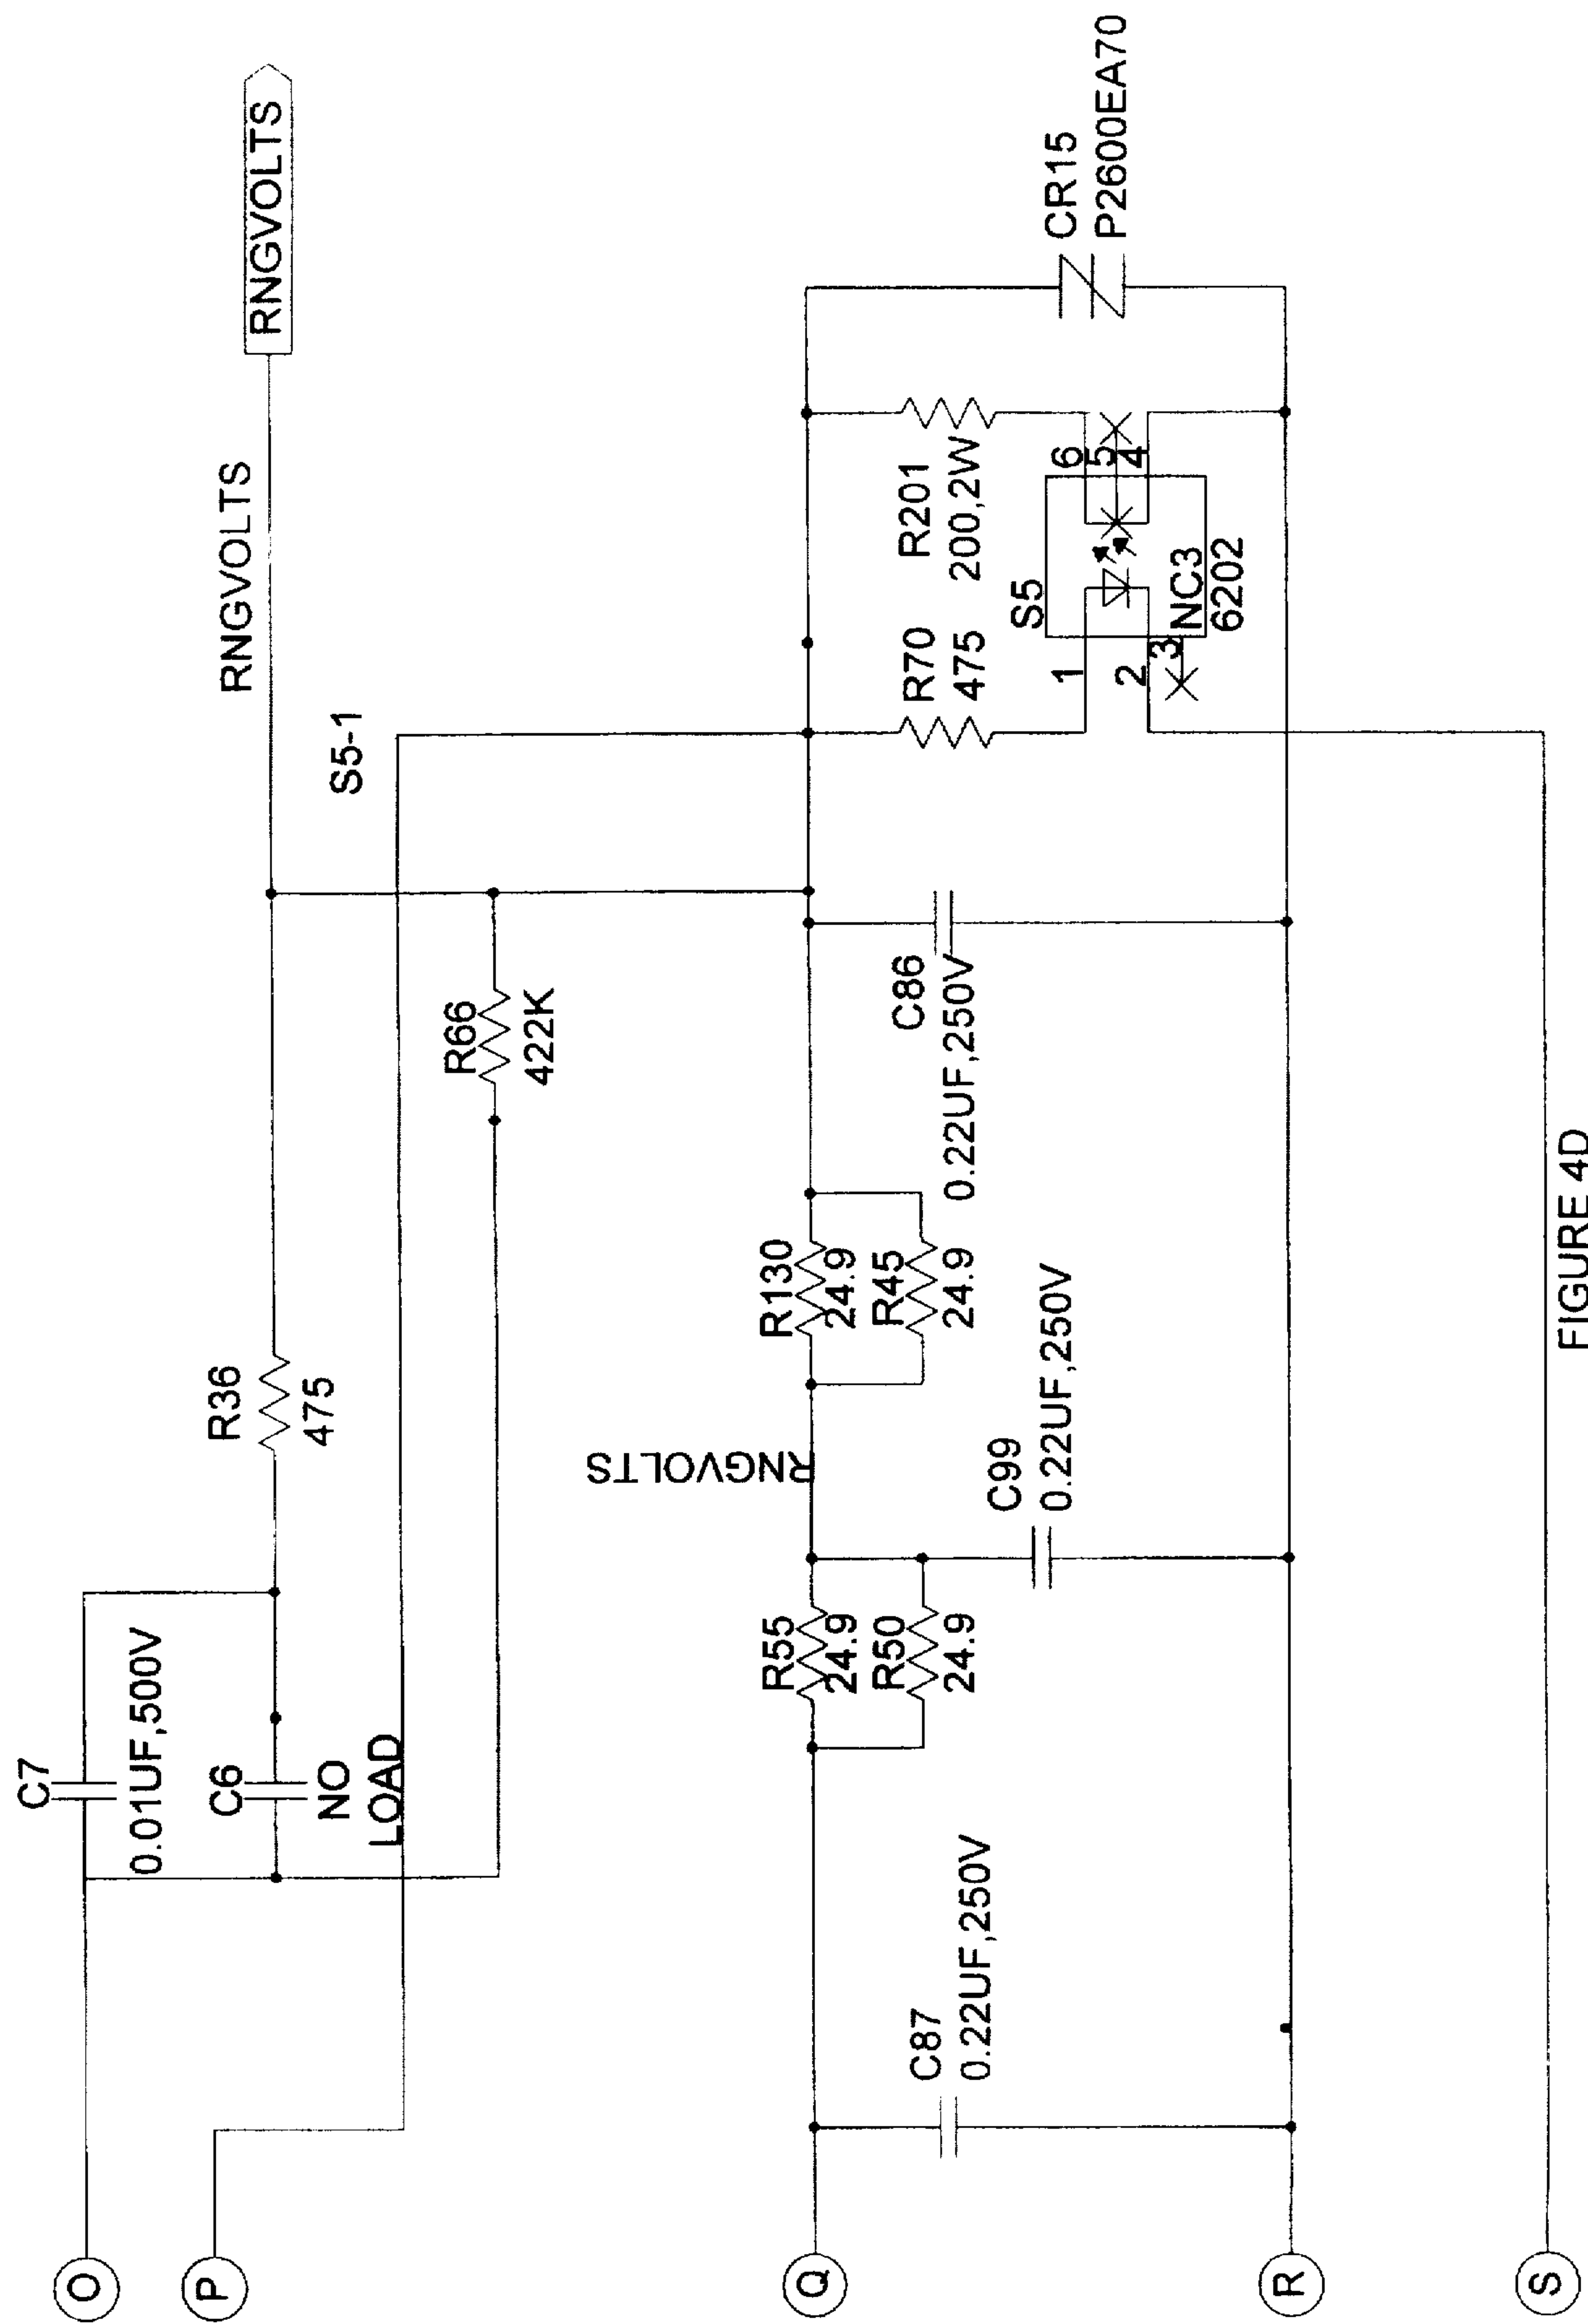 RNGVOLTS
RNGVOLTS
S5-1
C7
0.01UF,500V
C6
NO
LOAD
R36
475
R66
422K
RNGVOLTS
R55
24.9
R50
24.9
R130
24.9
R45
24.9
C87
0.22UF,250V
C99
0.22UF,250V
C86
0.22UF,250V
R70
475
R201
200,2W
CR15
P2600EA70
S5
1
2
3
NC3
6202
6
5
4
O
P
Q
R
S
FIGURE 4D